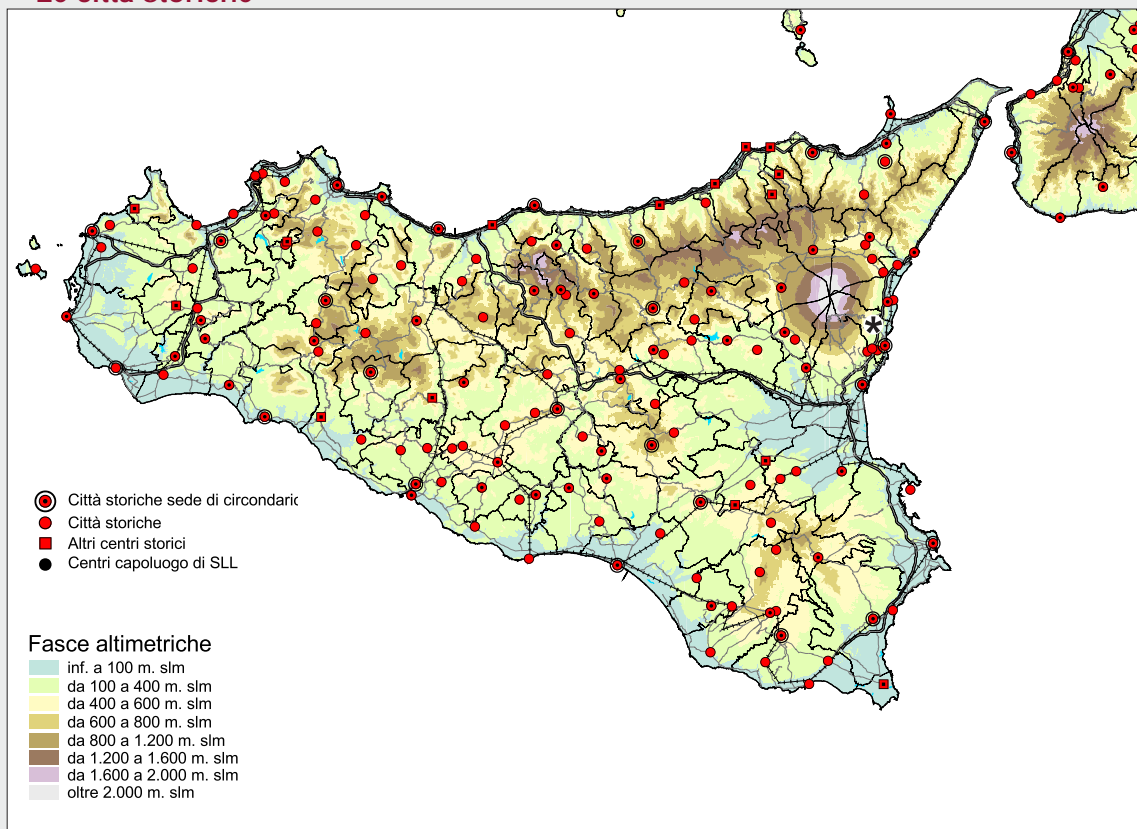 Città storiche sede di circondario
Città storiche
Altri centri storici
Centri capoluogo di SLL
Fasce altimetriche
inf. a 100 m. slm
da 100 a 400 m. slm
da 400 a 600 m. slm
da 600 a 800 m. slm
da 800 a 1.200 m. slm
da 1.200 a 1.600 m. slm
da 1.600 a 2.000 m. slm
oltre 2.000 m. slm
*